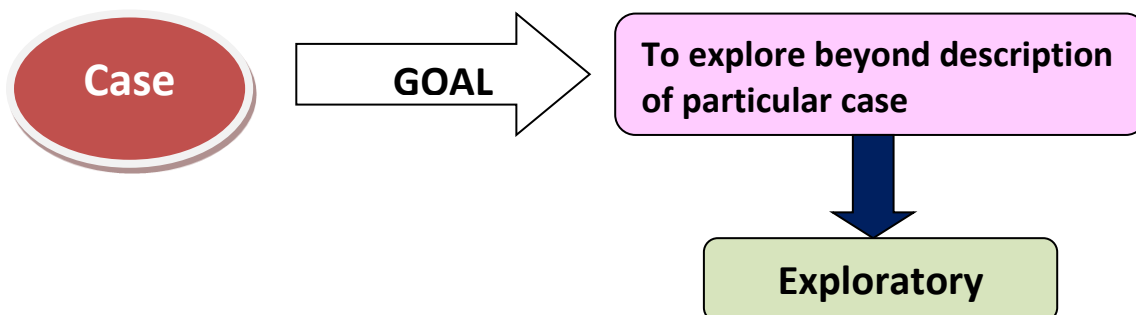 Case
GOAL
To explore beyond description
of particular case
Exploratory